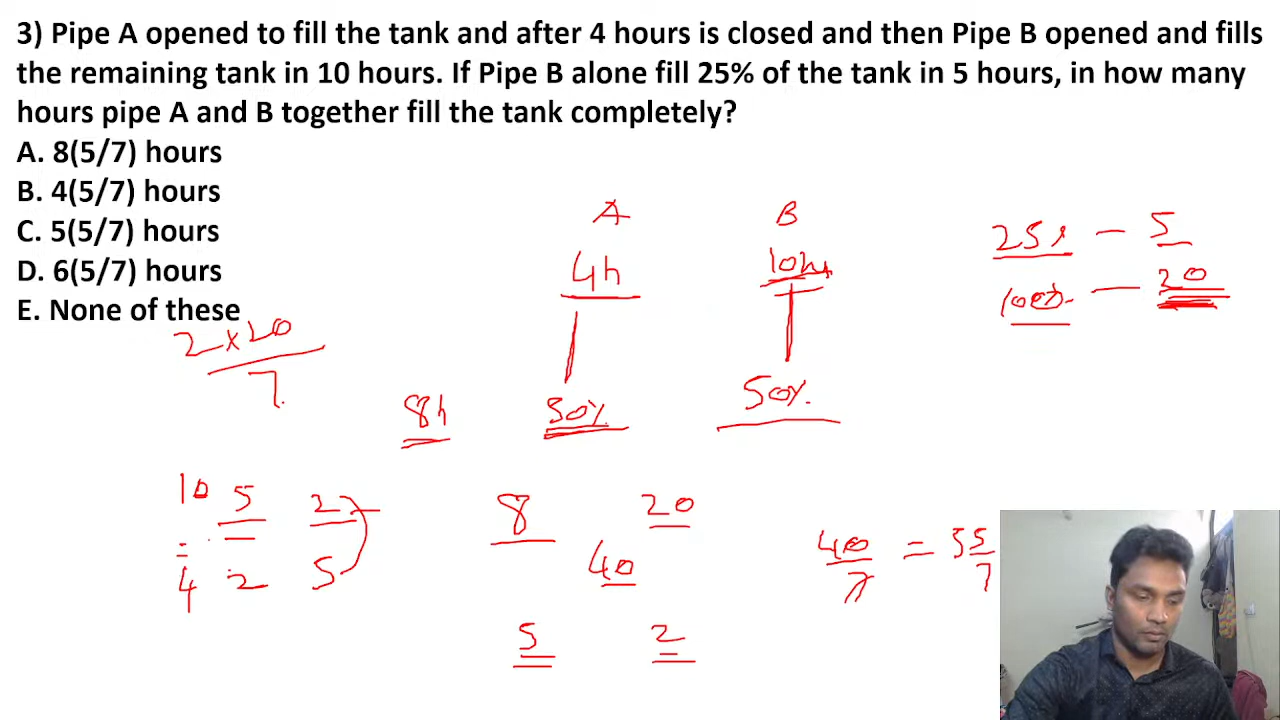 3) Pipe A opened to fill the tank and after 4 hours is closed and then Pipe B opened and fills
the remaining tank in 10 hours. If Pipe B alone fill 25% of the tank in 5 hours, in how many
hours pipe A and B together fill the tank completely?
A. 8(5/7) hours
B. 4(5/7) hours
C. 5(5/7) hours
D. 6(5/7) hours
E. None of these
A B
4h 10hr
25% – 5
100% – 20
2x20
7
8h 50% 50%
10 5 2
= 4 2 5
8 20
40
5 2
40/7 = 5 5/7